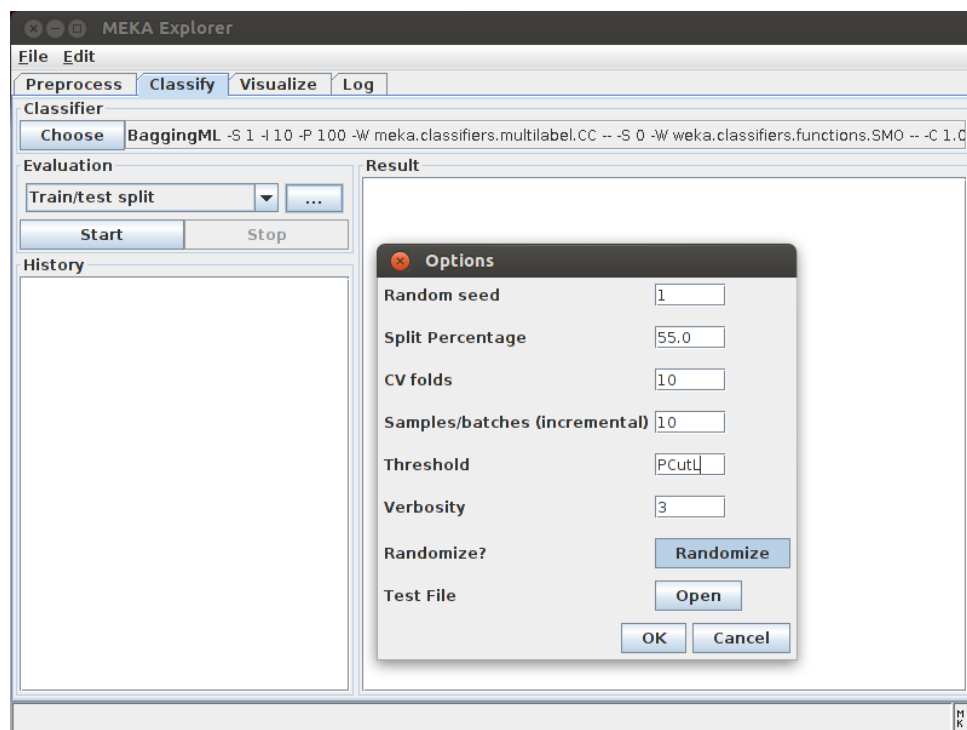 MEKA Explorer
File Edit
Preprocess Classify Visualize Log
Classifier
Choose BaggingML -S 1 -I 10 -P 100 -W meka.classifiers.multilabel.CC -- -S 0 -W weka.classifiers.functions.SMO -- -C 1.0
Evaluation
Train/test split ...
Start Stop
History
Result
Options
Random seed 1
Split Percentage 55.0
CV folds 10
Samples/batches (incremental) 10
Threshold PCutL
Verbosity 3
Randomize? Randomize
Test File Open
OK Cancel
M
K